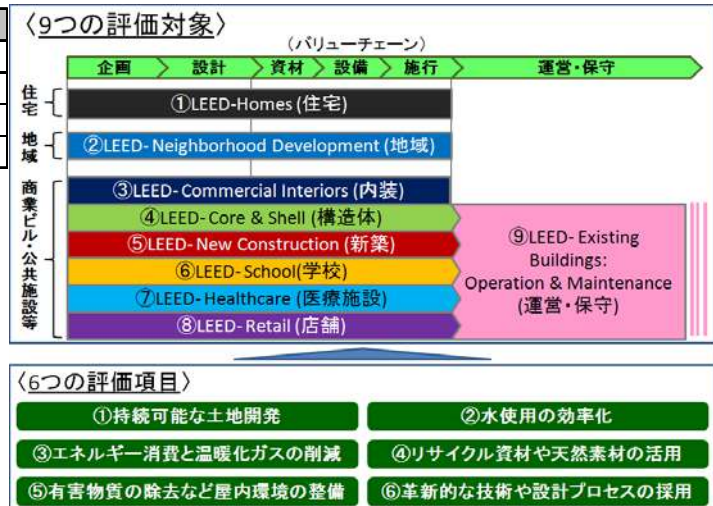 〈9つの評価対象〉
（バリューチェーン）
企画 設計 資材 設備 施行 運営・保守
住宅
①LEED-Homes (住宅)
地域
②LEED- Neighborhood Development (地域)
商業ビル・公共施設等
③LEED- Commercial Interiors (内装)
④LEED- Core & Shell (構造体)
⑤LEED- New Construction (新築)
⑥LEED- School(学校)
⑦LEED- Healthcare (医療施設)
⑧LEED- Retail (店舗)
⑨LEED- Existing
Buildings:
Operation & Maintenance
(運営・保守)
〈6つの評価項目〉
①持続可能な土地開発
②水使用の効率化
③エネルギー消費と温暖化ガスの削減
④リサイクル資材や天然素材の活用
⑤有害物質の除去など屋内環境の整備
⑥革新的な技術や設計プロセスの採用